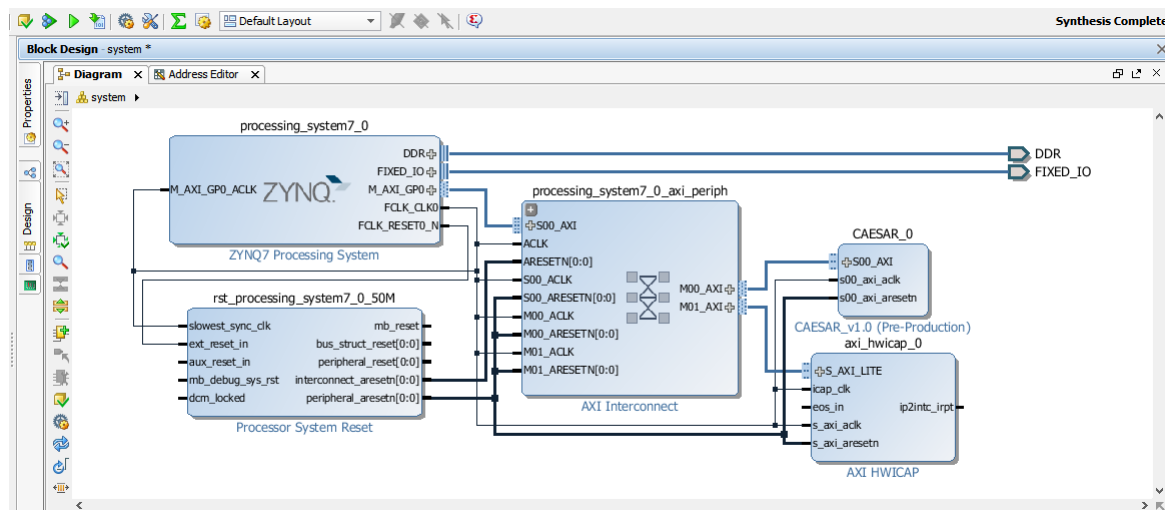 Default Layout
Synthesis Complete
Block Design - system *
Properties
Design
Diagram
Address Editor
system
processing_system7_0
M_AXI_GP0_ACLK
ZYNQ.
DDR
FIXED_IO
M_AXI_GP0
FCLK_CLK0
FCLK_RESET0_N
ZYNQ7 Processing System
DDR
FIXED_IO
rst_processing_system7_0_50M
slowest_sync_clk
ext_reset_in
aux_reset_in
mb_debug_sys_rst
dcm_locked
mb_reset
bus_struct_reset[0:0]
peripheral_reset[0:0]
interconnect_aresetn[0:0]
peripheral_aresetn[0:0]
Processor System Reset
processing_system7_0_axi_periph
S00_AXI
ACLK
ARESETN[0:0]
S00_ACLK
S00_ARESETN[0:0]
M00_ACLK
M00_ARESETN[0:0]
M01_ACLK
M01_ARESETN[0:0]
M00_AXI
M01_AXI
AXI Interconnect
CAESAR_0
S00_AXI
s00_axi_aclk
s00_axi_aresetn
CAESAR_v1.0 (Pre-Production)
axi_hwicap_0
S_AXI_LITE
icap_clk
eos_in
s_axi_aclk
s_axi_aresetn
ip2intc_irpt
AXI HWICAP